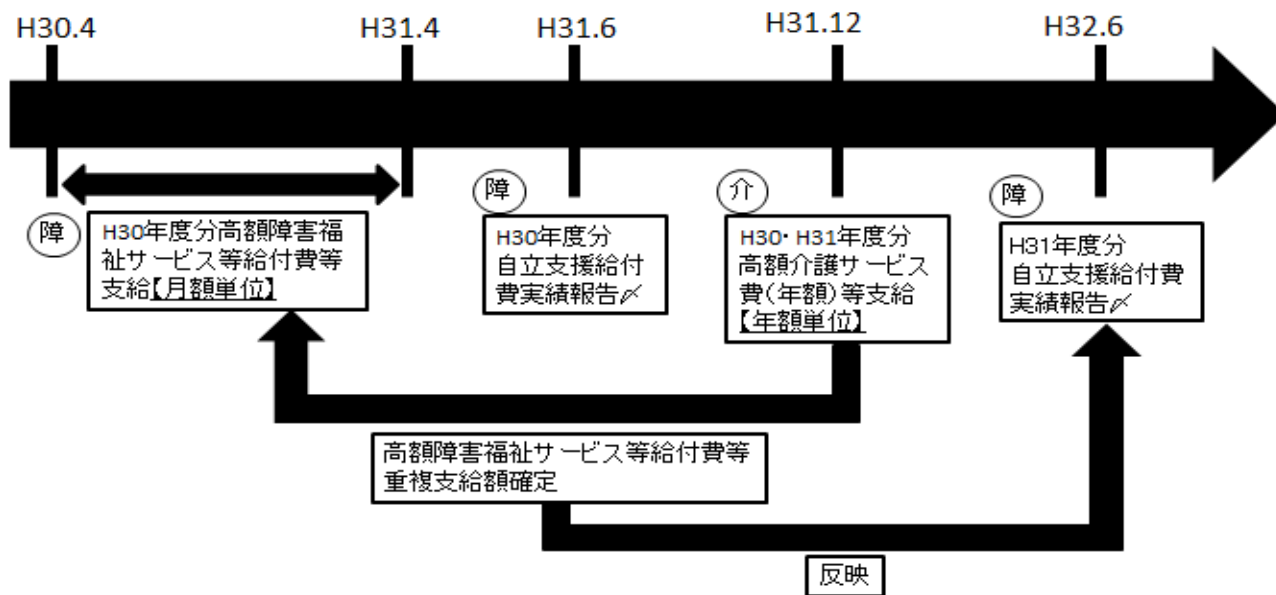 H30.4
H31.4
H31.6
H31.12
H32.6
障
H30年度分高額障害福
祉サービス等給付費等
支給【月額単位】
障
H30年度分
自立支援給付
費実績報告〆
介
H30・H31年度分
高額介護サービス
費(年額)等支給
【年額単位】
障
H31年度分
自立支援給付費
実績報告〆
高額障害福祉サービス等給付費等
重複支給額確定
反映